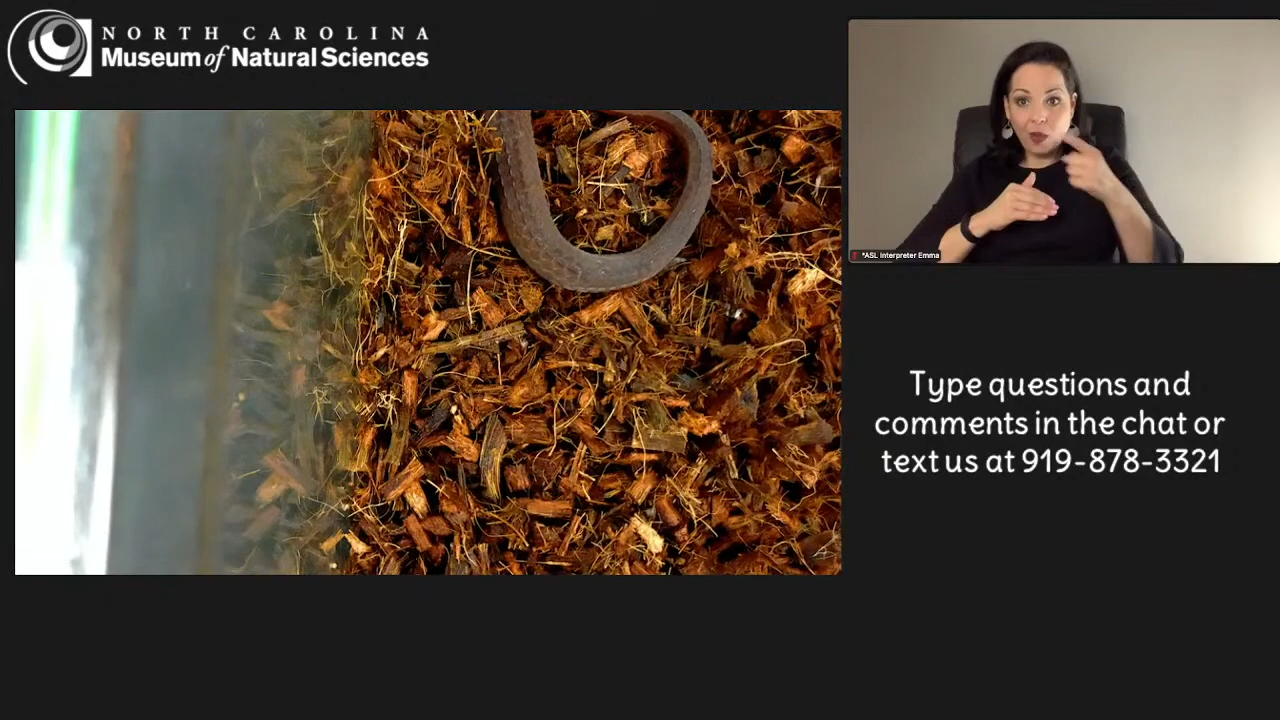 NORTH CAROLINA
Museum of Natural Sciences
*ASL Interpreter Emma
Type questions and
comments in the chat or
text us at 919-878-3321